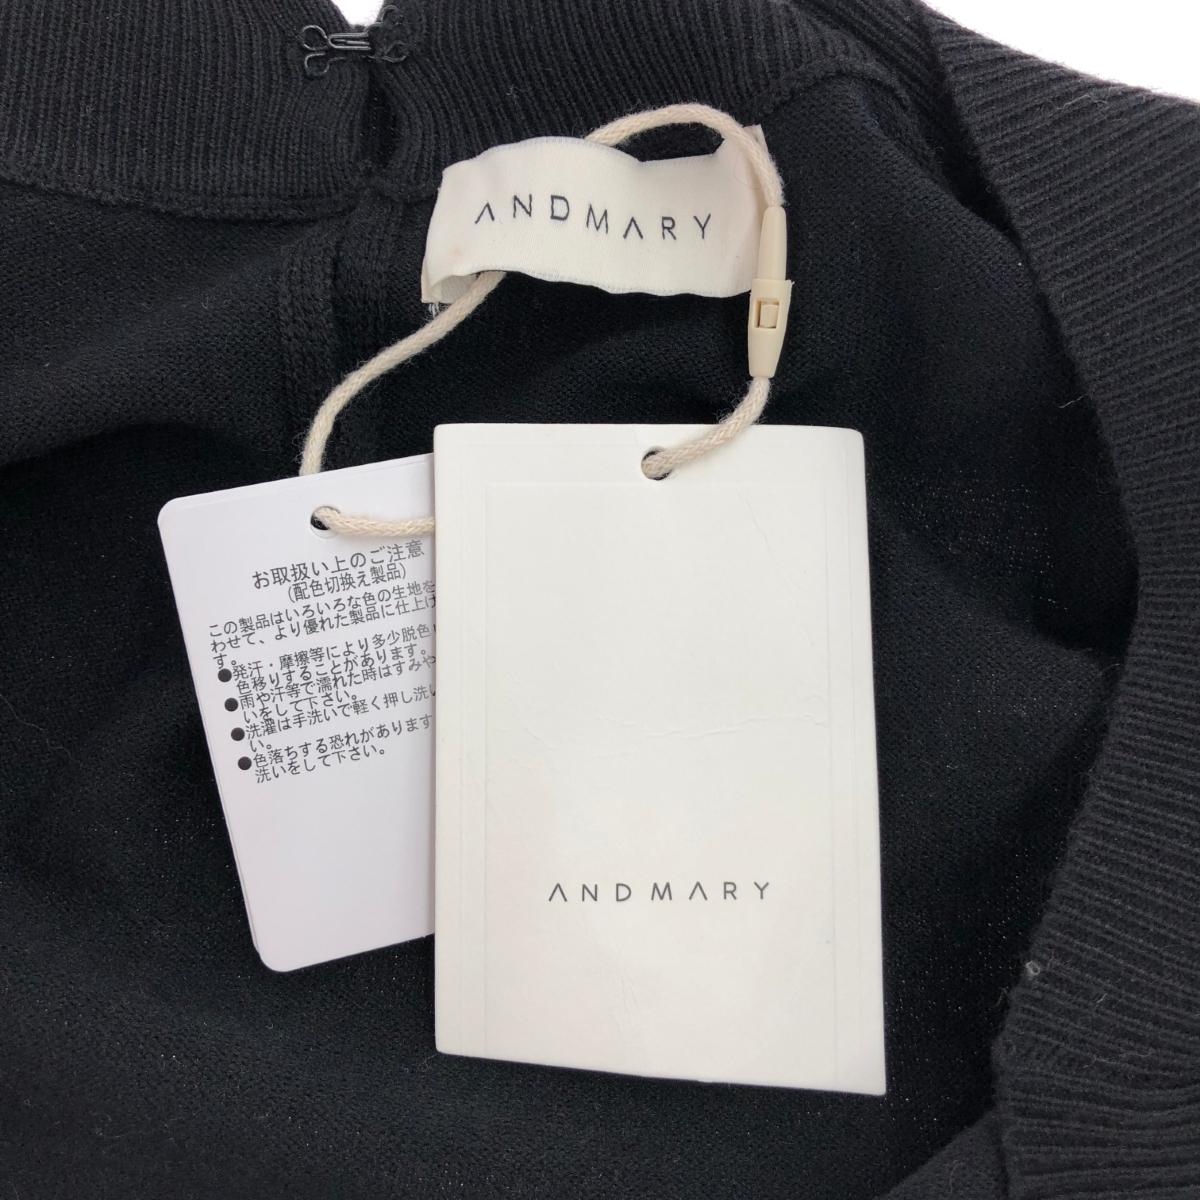 ANDMARY
お取扱い上のご注意
(配色切換え製品)
この製品はいろいろな色の生地を
わせて、より優れた製品に仕上げ
す。
●発汗・摩擦等により多少脱色
色移りすることがあります。
●雨や汗等で濡れた時はすみや
いをして下さい。
●洗濯は手洗いで軽く押し洗い
い。
●色落ちする恐れがあります
洗いをして下さい。
ANDMARY